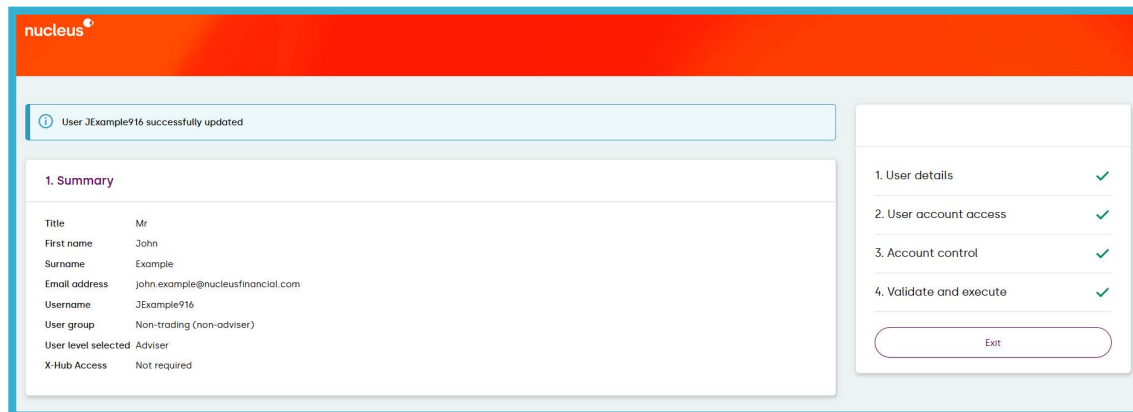 nucleus
User JExample916 successfully updated
1. Summary
Title Mr
First name John
Surname Example
Email address john.example@nucleusfinancial.com
Username JExample916
User group Non-trading (non-adviser)
User level selected Adviser
X-Hub Access Not required
1. User details
2. User account access
3. Account control
4. Validate and execute
Exit